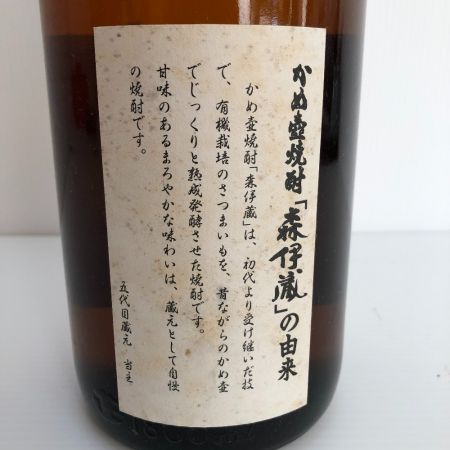 かめ壺焼酎「森伊蔵」の由来
かめ壺焼酎「森伊蔵」は、初代より受け継いだ技
で、有機栽培のさつまいもを、昔ながらのかめ壺
でじっくりと熟成発酵させた焼酎です。
甘味のあるまろやかな味わいは、蔵元として自慢
の焼酎です。
五代目蔵元 当主